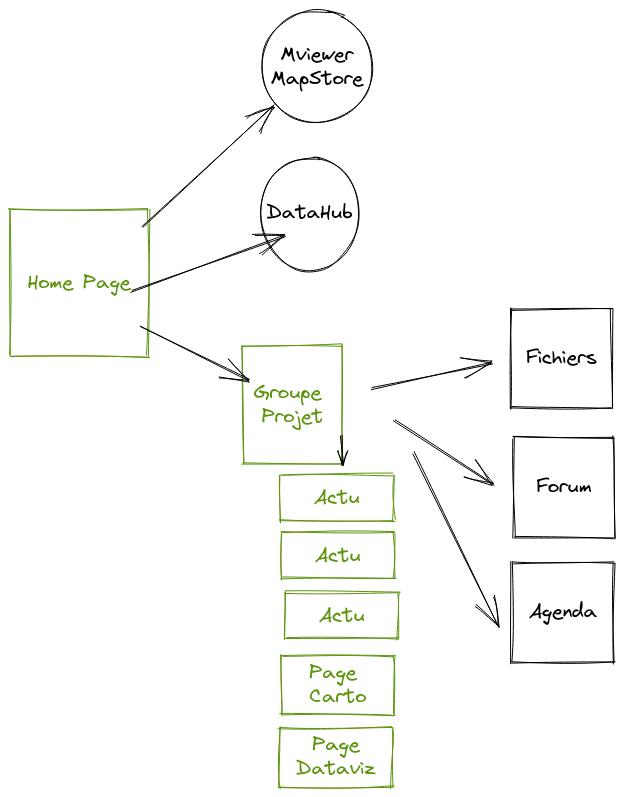 Mviewer
MapStore
DataHub
Home Page
Groupe
Projet
Fichiers
Forum
Agenda
Actu
Actu
Actu
Page
Carto
Page
Dataviz